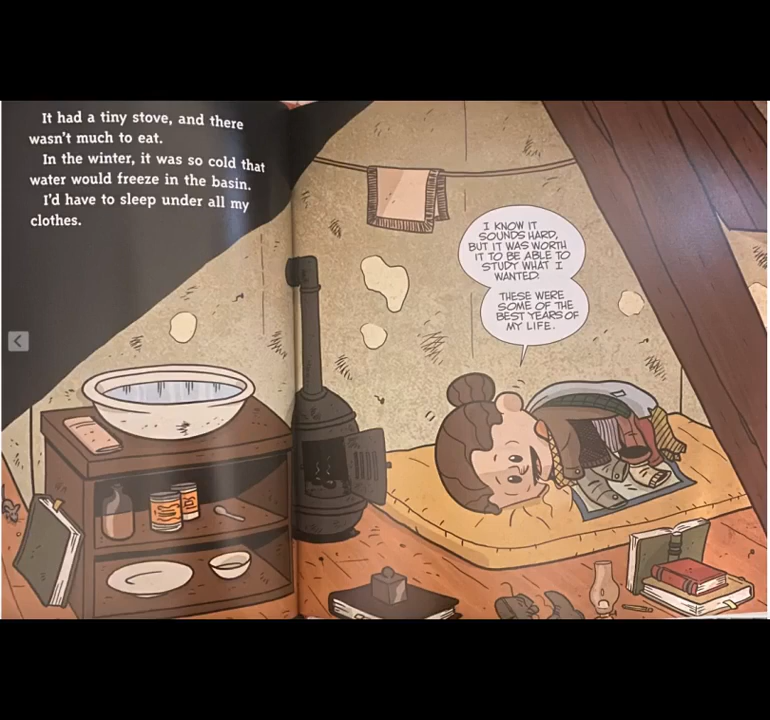 It had a tiny stove, and there
wasn't much to eat.
In the winter, it was so cold that
water would freeze in the basin.
I'd have to sleep under all my
clothes.
I KNOW IT
SOUNDS HARD,
BUT IT WAS WORTH
IT TO BE ABLE TO
STUDY WHAT I
WANTED.
THESE WERE
SOME OF THE
BEST YEARS OF
MY LIFE.